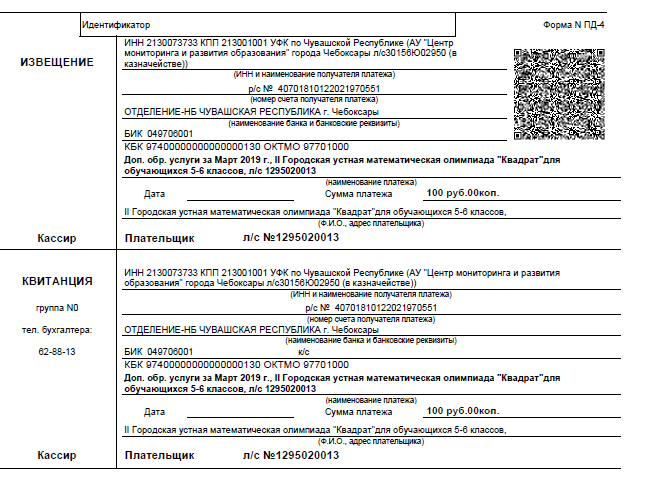 Идентификатор
Форма N ПД-4
ИЗВЕЩЕНИЕ
ИНН 2130073733 КПП 213001001 УФК по Чувашской Республике (АУ "Центр
мониторинга и развития образования" города Чебоксары л/с30156Ю02950 (в
казначействе))
(ИНН и наименование получателя платежа)
р/с № 40701810122021970551
(номер счета получателя платежа)
ОТДЕЛЕНИЕ-НБ ЧУВАШСКАЯ РЕСПУБЛИКА г. Чебоксары
(наименование банка и банковские реквизиты)
БИК 049706001
КБК 97400000000000000130 ОКТМО 97701000
Доп. обр. услуги за Март 2019 г., II Городская устная математическая олимпиада "Квадрат"для
обучающихся 5-6 классов, л/с 1295020013
(наименование платежа)
Дата Сумма платежа 100 руб.00коп.
II Городская устная математическая олимпиада "Квадрат"для обучающихся 5-6 классов,
(Ф.И.О., адрес плательщика)
Кассир Плательщик л/с №1295020013
КВИТАНЦИЯ
группа N0
тел. бухгалтера:
62-88-13
ИНН 2130073733 КПП 213001001 УФК по Чувашской Республике (АУ "Центр мониторинга и развития
образования" города Чебоксары л/с30156Ю02950 (в казначействе))
(ИНН и наименование получателя платежа)
р/с № 40701810122021970551
(номер счета получателя платежа)
ОТДЕЛЕНИЕ-НБ ЧУВАШСКАЯ РЕСПУБЛИКА г. Чебоксары
(наименование банка и банковские реквизиты)
БИК 049706001 к/с
КБК 97400000000000000130 ОКТМО 97701000
Доп. обр. услуги за Март 2019 г., II Городская устная математическая олимпиада "Квадрат"для
обучающихся 5-6 классов, л/с 1295020013
(наименование платежа)
Дата Сумма платежа 100 руб.00коп.
II Городская устная математическая олимпиада "Квадрат"для обучающихся 5-6 классов,
(Ф.И.О., адрес плательщика)
Кассир Плательщик л/с №1295020013